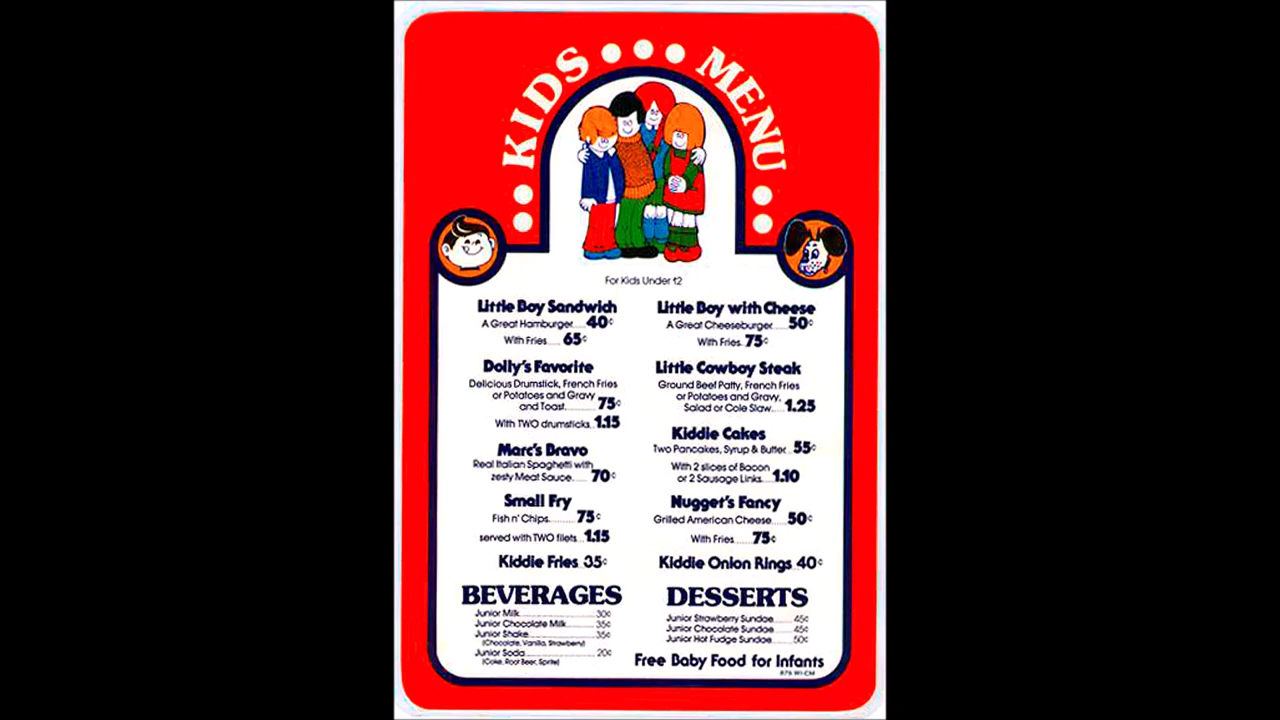 KIDS MENU
For Kids Under 12
Little Boy Sandwich
A Great Hamburger.....40¢
With Fries..... 65¢
Dolly's Favorite
Delicious Drumstick, French Fries
or Potatoes and Gravy
and Toast..........75¢
With TWO drumsticks..1.15
Marc's Bravo
Real Italian Spaghetti with
zesty Meat Sauce...... 70¢
Small Fry
Fish n' Chips.........75¢
served with TWO filets...1.15
Kiddie Fries..35¢
Little Boy with Cheese
A Great Cheeseburger.....50¢
With Fries..75¢
Little Cowboy Steak
Ground Beef Patty, French Fries
or Potatoes and Gravy,
Salad or Cole Slaw....1.25
Kiddie Cakes
Two Pancakes, Syrup & Butter..55¢
With 2 slices of Bacon
or 2 Sausage Links...1.10
Nugget's Fancy
Grilled American Cheese.....50¢
With Fries.....75¢
Kiddie Onion Rings..40¢
BEVERAGES
Junior Milk..........30¢
Junior Chocolate Milk..........35¢
Junior Shake..........35¢
(Chocolate, Vanilla, Strawberry)
Junior Soda..........20¢
(Coke, Root Beer, Sprite)
DESSERTS
Junior Strawberry Sundae.....45¢
Junior Chocolate Sundae.....45¢
Junior Hot Fudge Sundae.....50¢
Free Baby Food for Infants